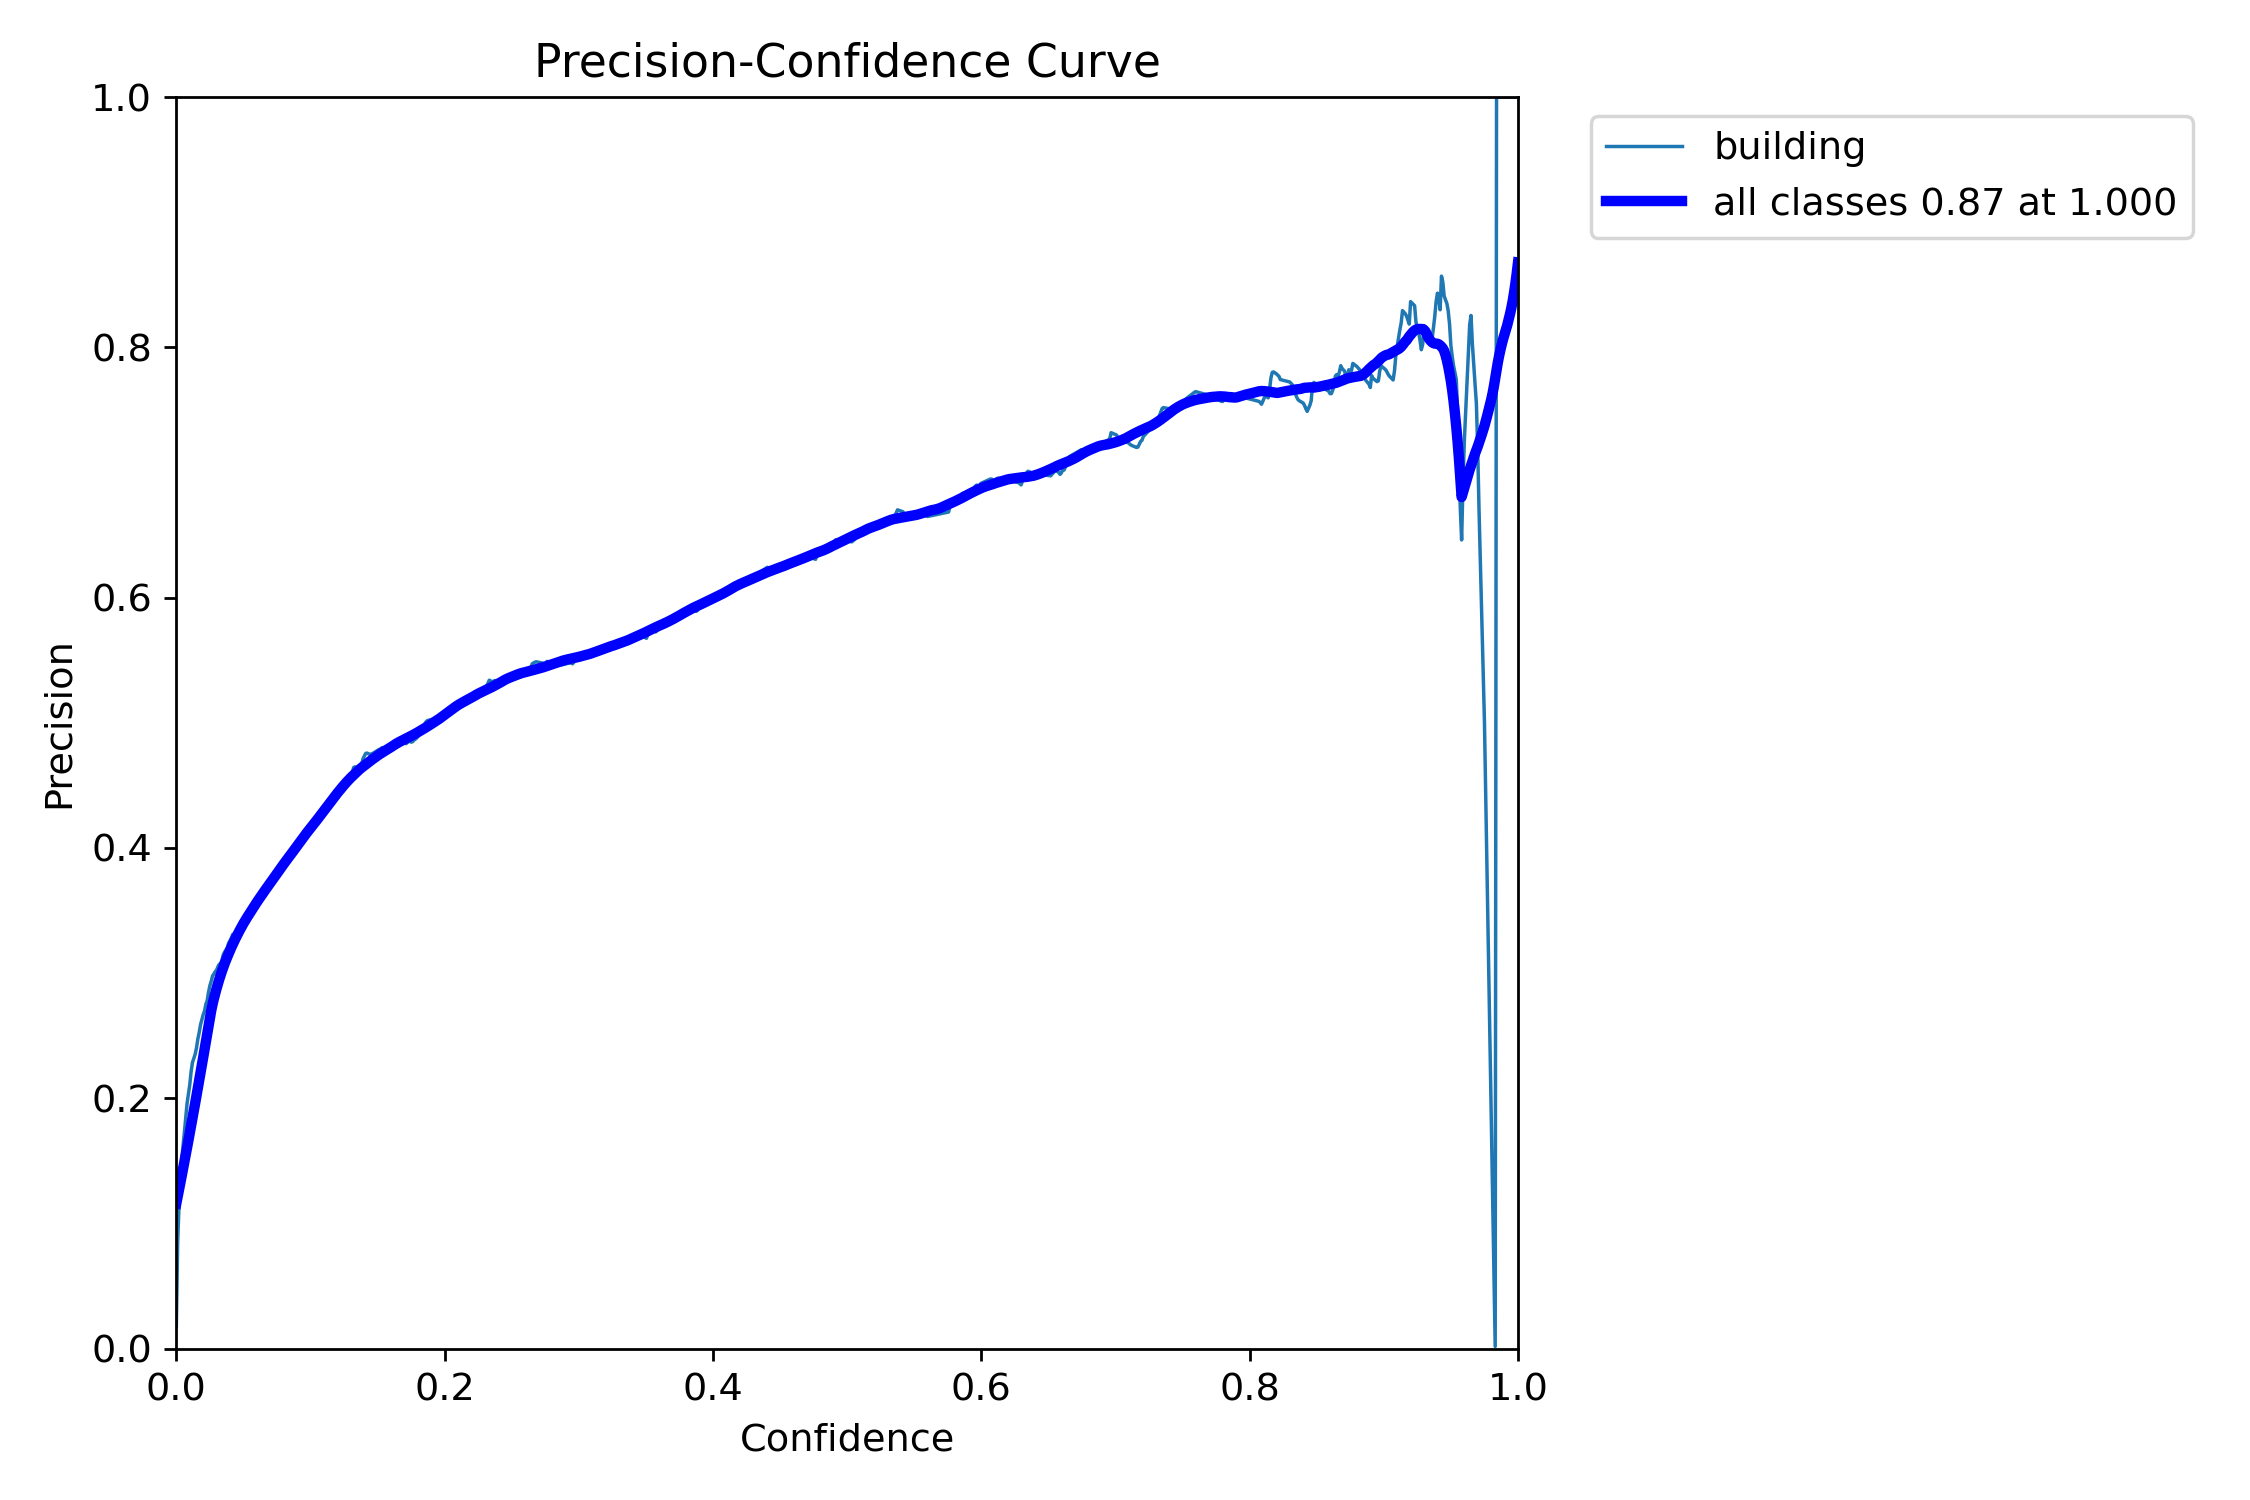 Precision-Confidence Curve
building
all classes 0.87 at 1.000
Precision
1.0
0.8
0.6
0.4
0.2
0.0
0.0 0.2 0.4 0.6 0.8 1.0
Confidence